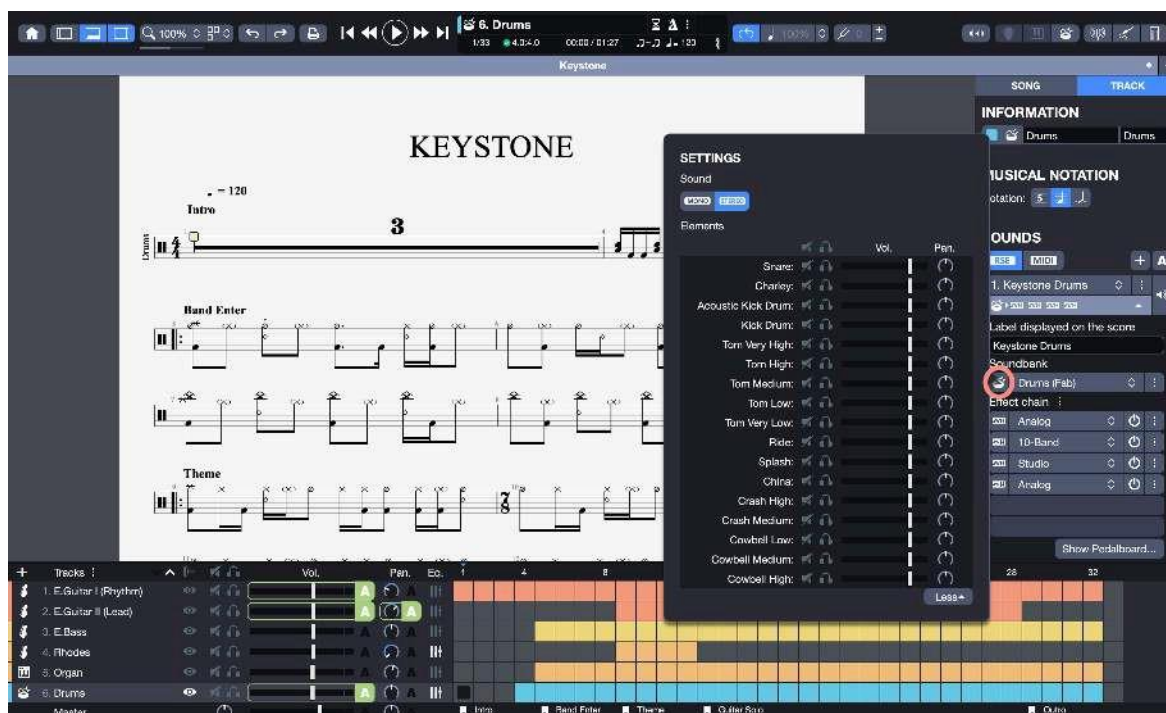 100%
6. Drums
1/33
4.0:4.0
00:00 / 01:27
100%
Keystone
SONG
TRACK
INFORMATION
Drums
Drums
MUSICAL NOTATION
RSE
MIDI
1. Keystone Drums
Label displayed on the score
Keystone Drums
Soundbank
Drums (Fab)
Effect chain
Analog
10-Band
Studio
Analog
Show Pedalboard...
KEYSTONE
= 120
Intro
Drums
3
Band Enter
Theme
SETTINGS
Sound
MONO
STEREO
Elements
Vol.
Pan.
Snare:
Charley:
Acoustic Kick Drum:
Kick Drum:
Tom Very High:
Tom High:
Tom Medium:
Tom Low:
Tom Very Low:
Ride:
Splash:
China:
Crash High:
Crash Medium:
Cowbell Low:
Cowbell Medium:
Cowbell High:
Less
Tracks
Vol.
Pan.
Eq.
1
4
8
28
32
1. E.Guitar I (Rhythm)
2. E.Guitar II (Lead)
3. E.Bass
4. Rhodes
5. Organ
6. Drums
Master
Intro
Band Enter
Theme
Guitar Solo
Outro